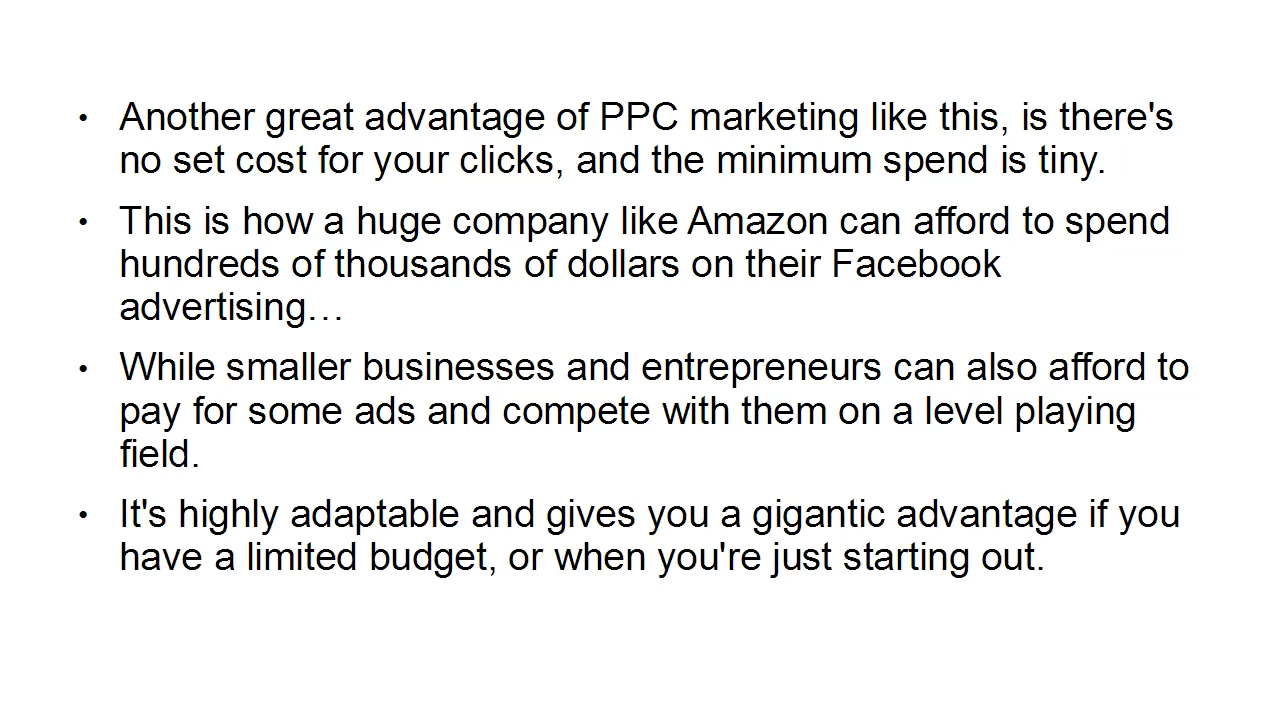 • Another great advantage of PPC marketing like this, is there's
no set cost for your clicks, and the minimum spend is tiny.
• This is how a huge company like Amazon can afford to spend
hundreds of thousands of dollars on their Facebook
advertising…
• While smaller businesses and entrepreneurs can also afford to
pay for some ads and compete with them on a level playing
field.
• It's highly adaptable and gives you a gigantic advantage if you
have a limited budget, or when you're just starting out.